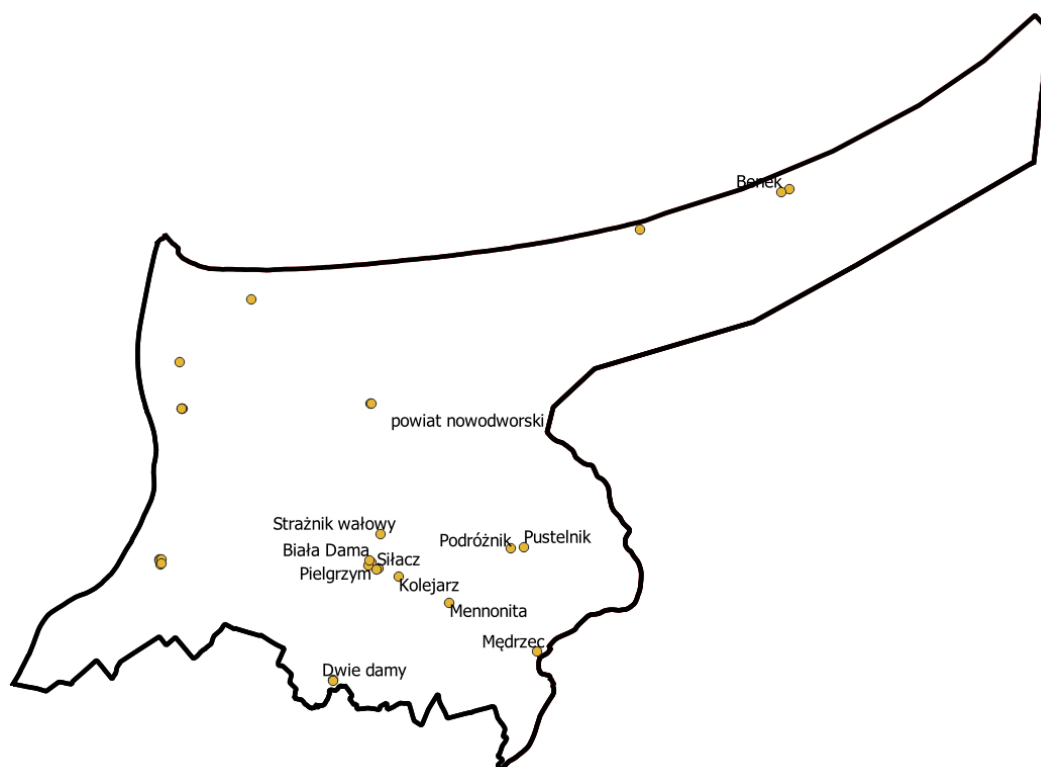 Benek
powiat nowodworski
Strażnik wałowy
Podróżnik
Pustelnik
Biała Dama
Siłacz
Pielgrzym
Kolejarz
Mennonita
Mędrzec
Dwie damy